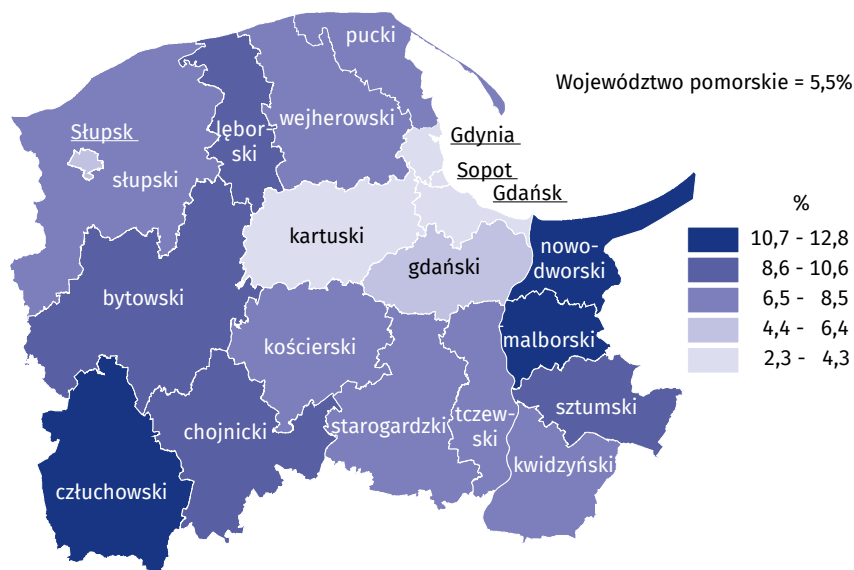 pucki
Województwo pomorskie = 5,5%
wejherowski
Słupsk
lębor-
ski
Gdynia
słupski
Sopot
Gdańsk
%
kartuski
gdański
nowo-
dworski
10,7 - 12,8
8,6 - 10,6
6,5 - 8,5
4,4 - 6,4
2,3 - 4,3
bytowski
kościerski
malborski
sztumski
chojnicki
starogardzki
tczew-
ski
kwidzyński
człuchowski